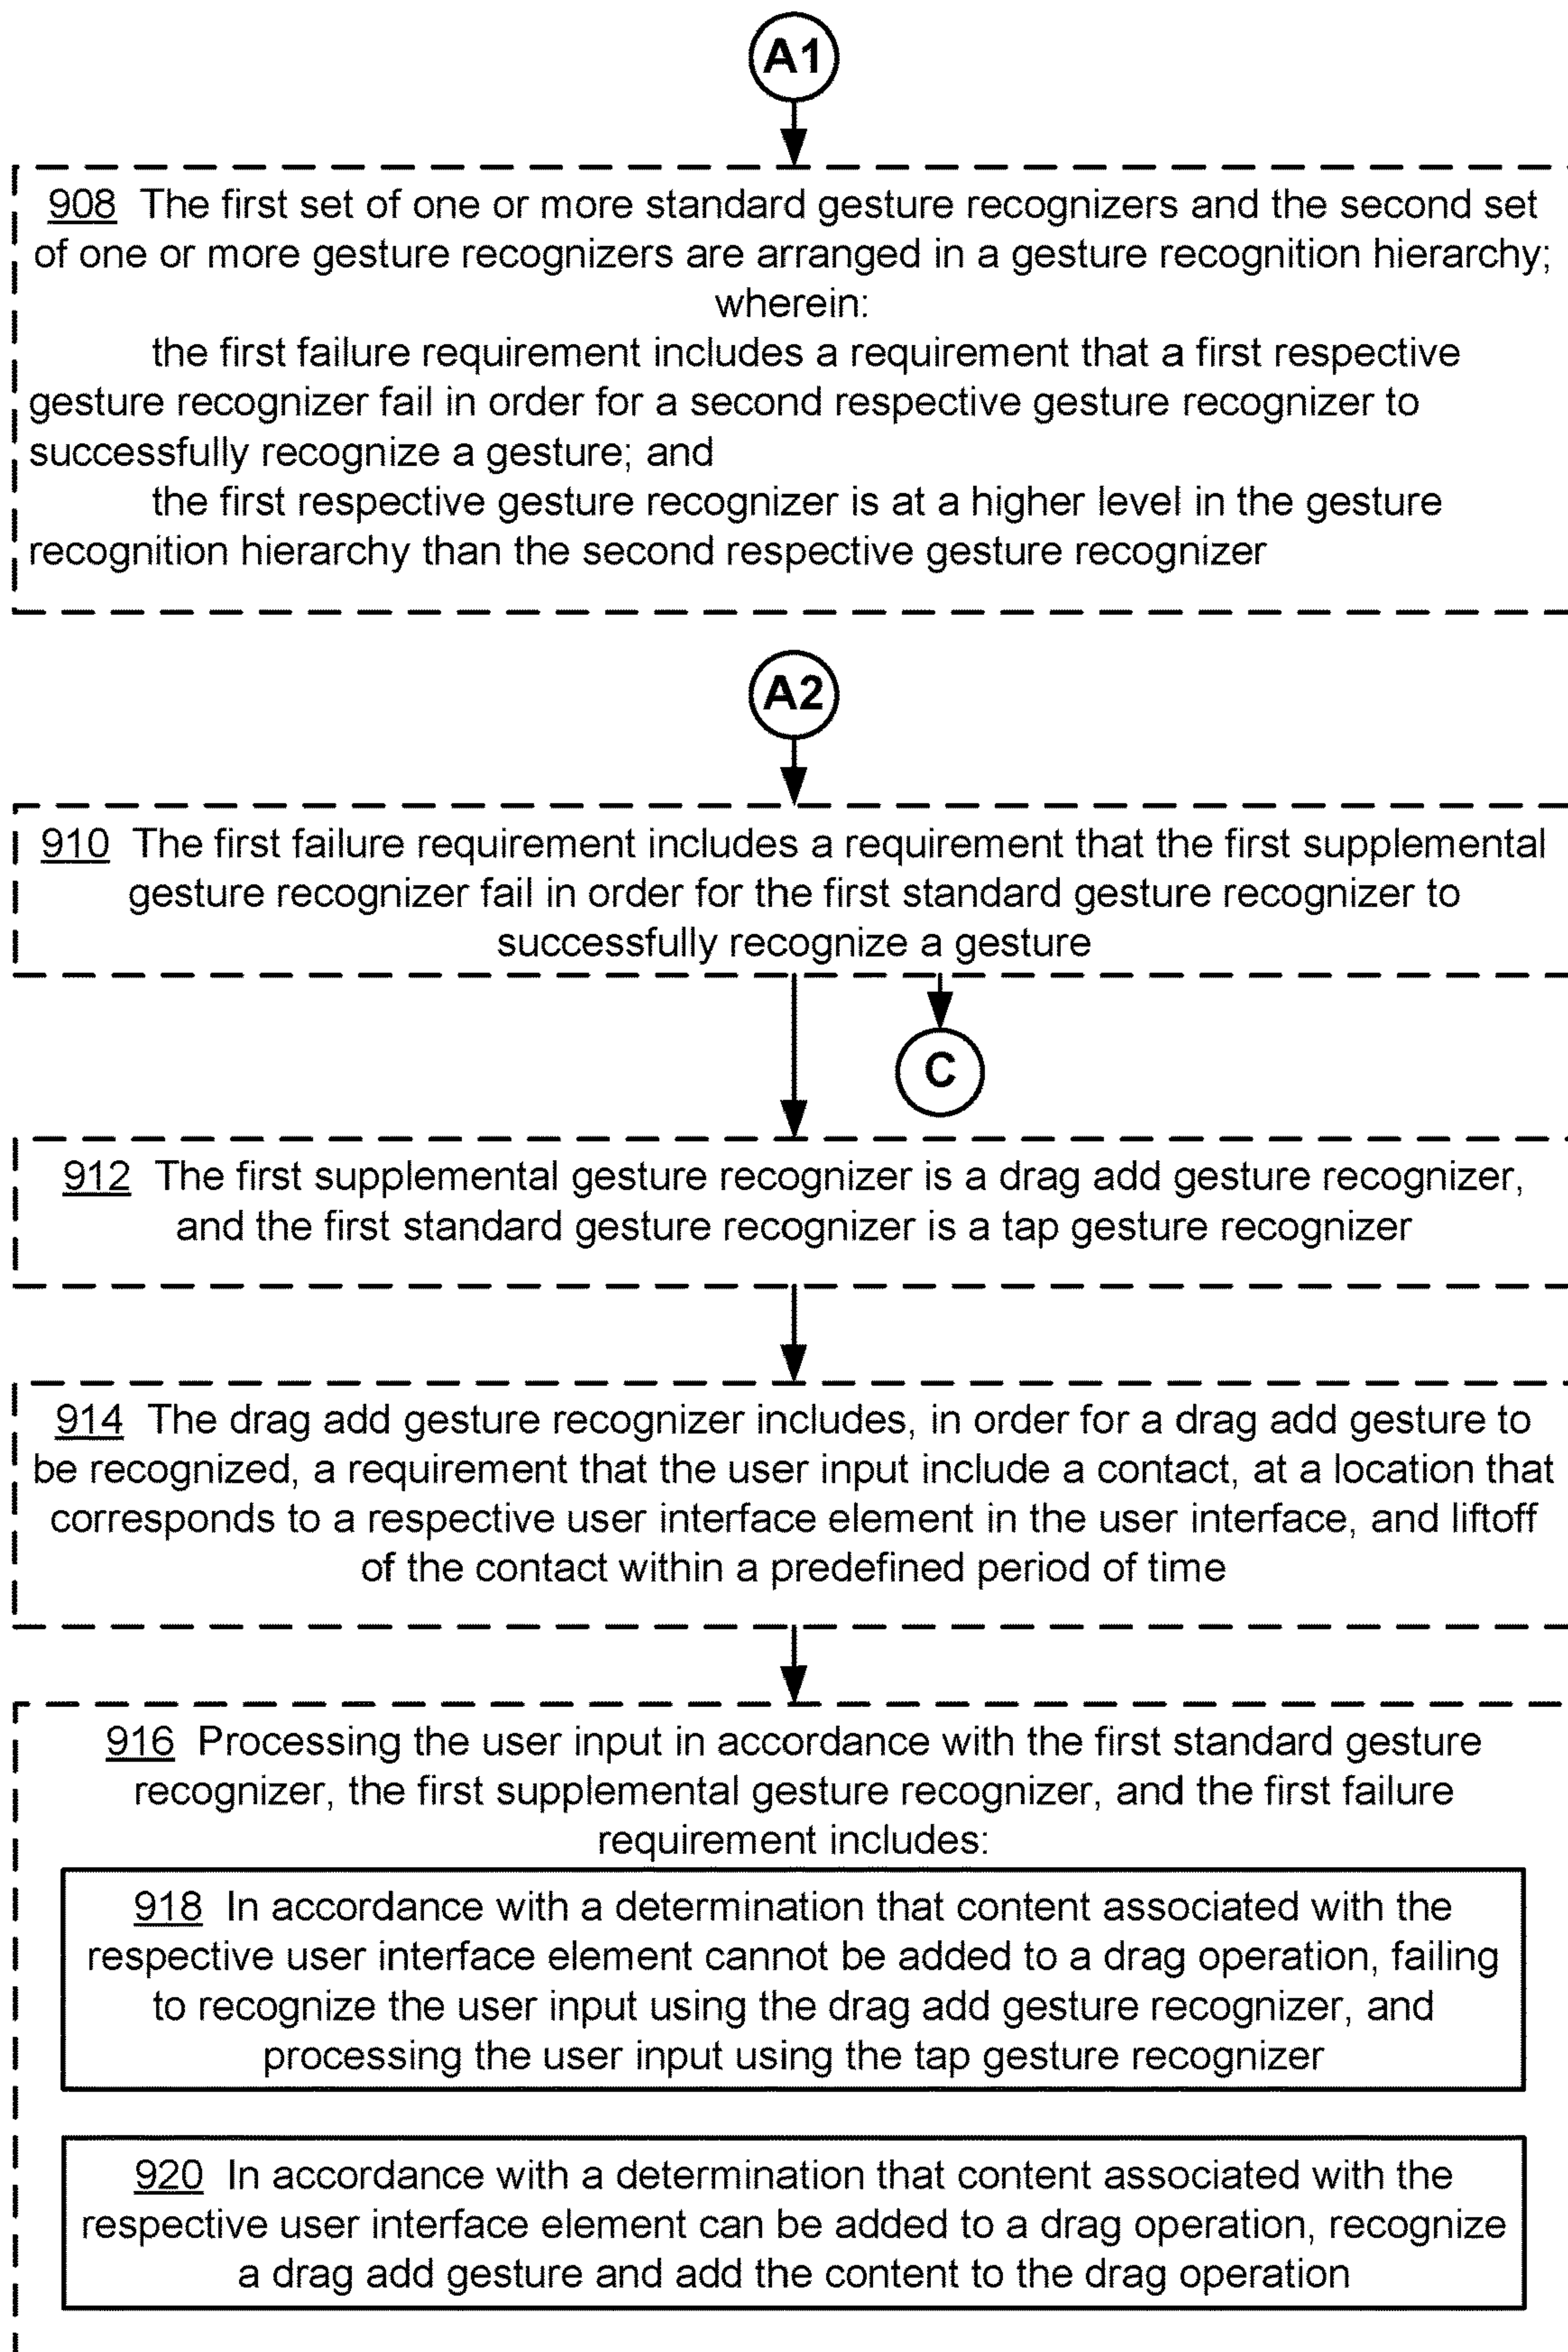 A1
908 The first set of one or more standard gesture recognizers and the second set
of one or more gesture recognizers are arranged in a gesture recognition hierarchy;
wherein:
the first failure requirement includes a requirement that a first respective
gesture recognizer fail in order for a second respective gesture recognizer to
successfully recognize a gesture; and
the first respective gesture recognizer is at a higher level in the gesture
recognition hierarchy than the second respective gesture recognizer
A2
910 The first failure requirement includes a requirement that the first supplemental
gesture recognizer fail in order for the first standard gesture recognizer to
successfully recognize a gesture
C
912 The first supplemental gesture recognizer is a drag add gesture recognizer,
and the first standard gesture recognizer is a tap gesture recognizer
914 The drag add gesture recognizer includes, in order for a drag add gesture to
be recognized, a requirement that the user input include a contact, at a location that
corresponds to a respective user interface element in the user interface, and liftoff
of the contact within a predefined period of time
916 Processing the user input in accordance with the first standard gesture
recognizer, the first supplemental gesture recognizer, and the first failure
requirement includes:
918 In accordance with a determination that content associated with the
respective user interface element cannot be added to a drag operation, failing
to recognize the user input using the drag add gesture recognizer, and
processing the user input using the tap gesture recognizer
920 In accordance with a determination that content associated with the
respective user interface element can be added to a drag operation, recognize
a drag add gesture and add the content to the drag operation